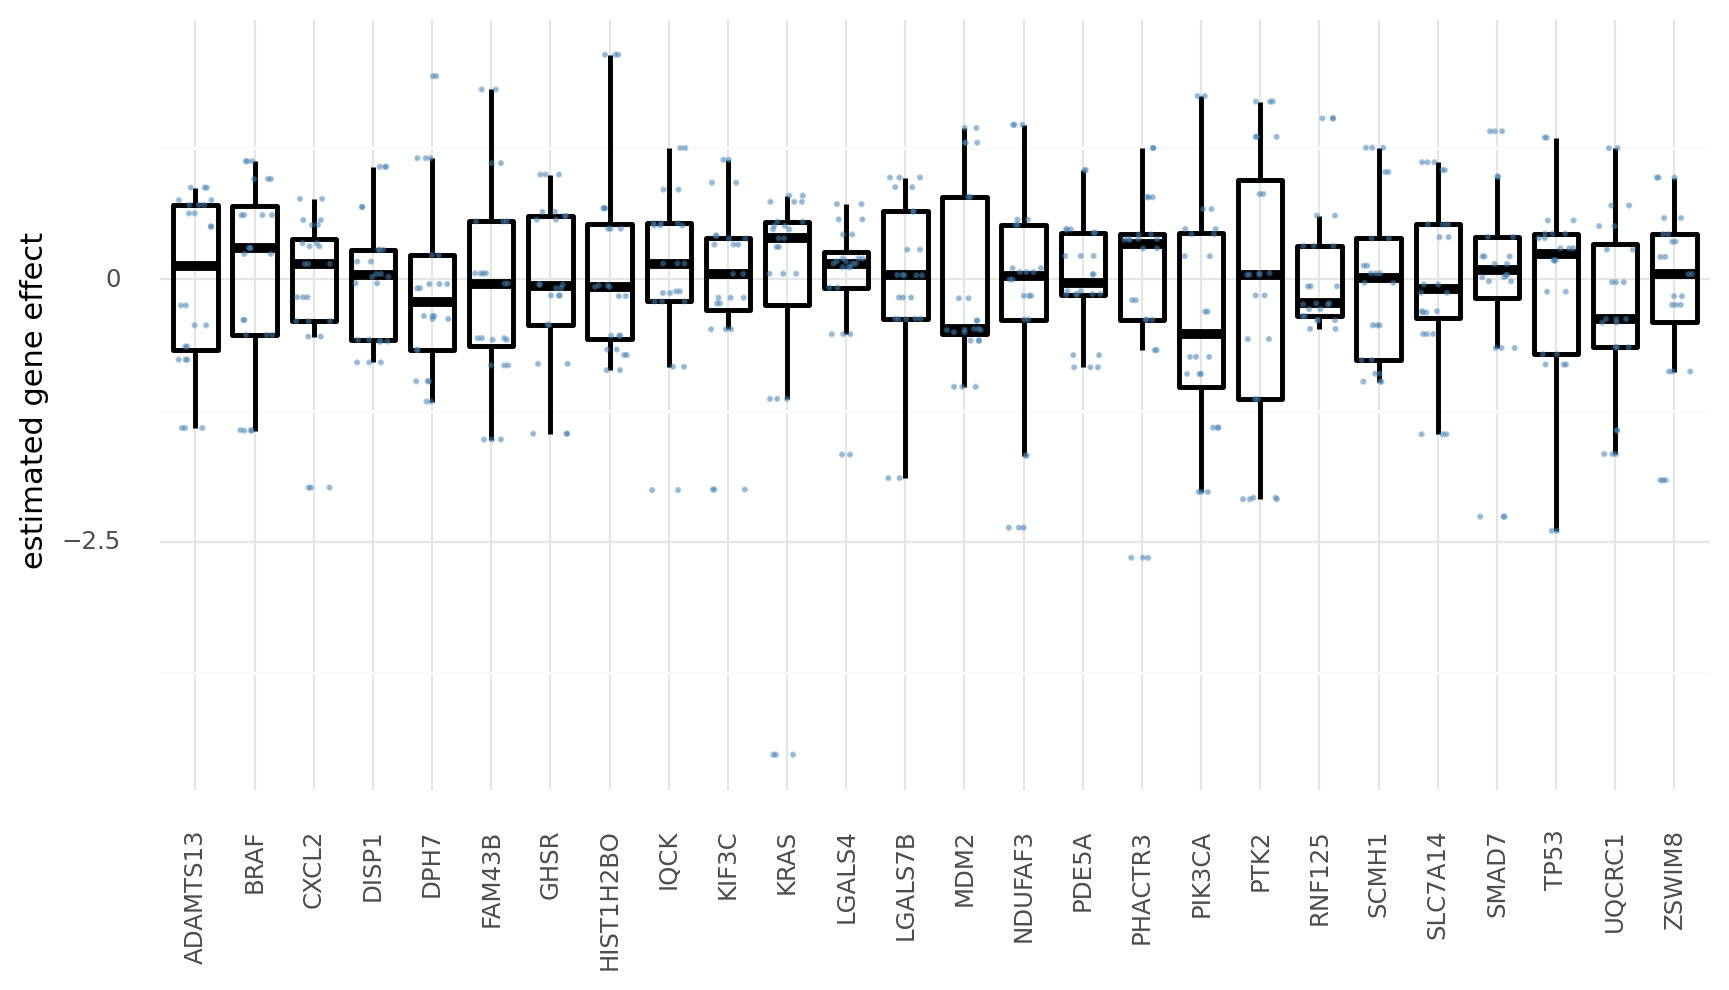 estimated gene effect
0
−2.5
ADAMTS13
BRAF
CXCL2
DISP1
DPH7
FAM43B
GHSR
HIST1H2BO
IQCK
KIF3C
KRAS
LGALS4
LGALS7B
MDM2
NDUFAF3
PDE5A
PHACTR3
PIK3CA
PTK2
RNF125
SCMH1
SLC7A14
SMAD7
TP53
UQCRC1
ZSWIM8